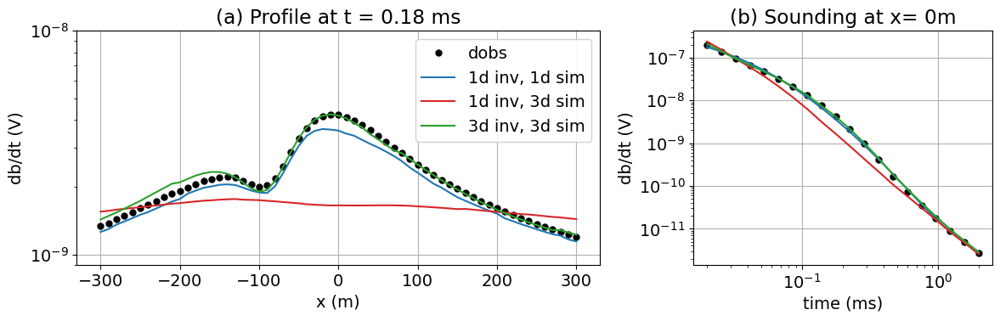 (a) Profile at t = 0.18 ms
10⁻⁸
10⁻⁹
db/dt (V)
dobs
1d inv, 1d sim
1d inv, 3d sim
3d inv, 3d sim
−300 −200 −100 0 100 200 300
x (m)
(b) Sounding at x= 0m
10⁻⁷
10⁻⁸
10⁻⁹
10⁻¹⁰
10⁻¹¹
db/dt (V)
10⁻¹ 10⁰
time (ms)